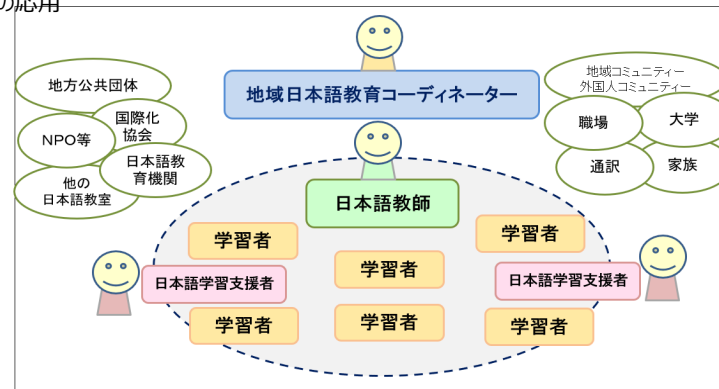 の応用
地域日本語教育コーディネーター
地方公共団体
国際化
協会
NPO等
日本語教
育機関
他の
日本語教室
地域コミュニティー
外国人コミュニティー
職場
大学
通訳
家族
日本語教師
学習者
学習者
学習者
日本語学習支援者
日本語学習支援者
学習者
学習者
学習者